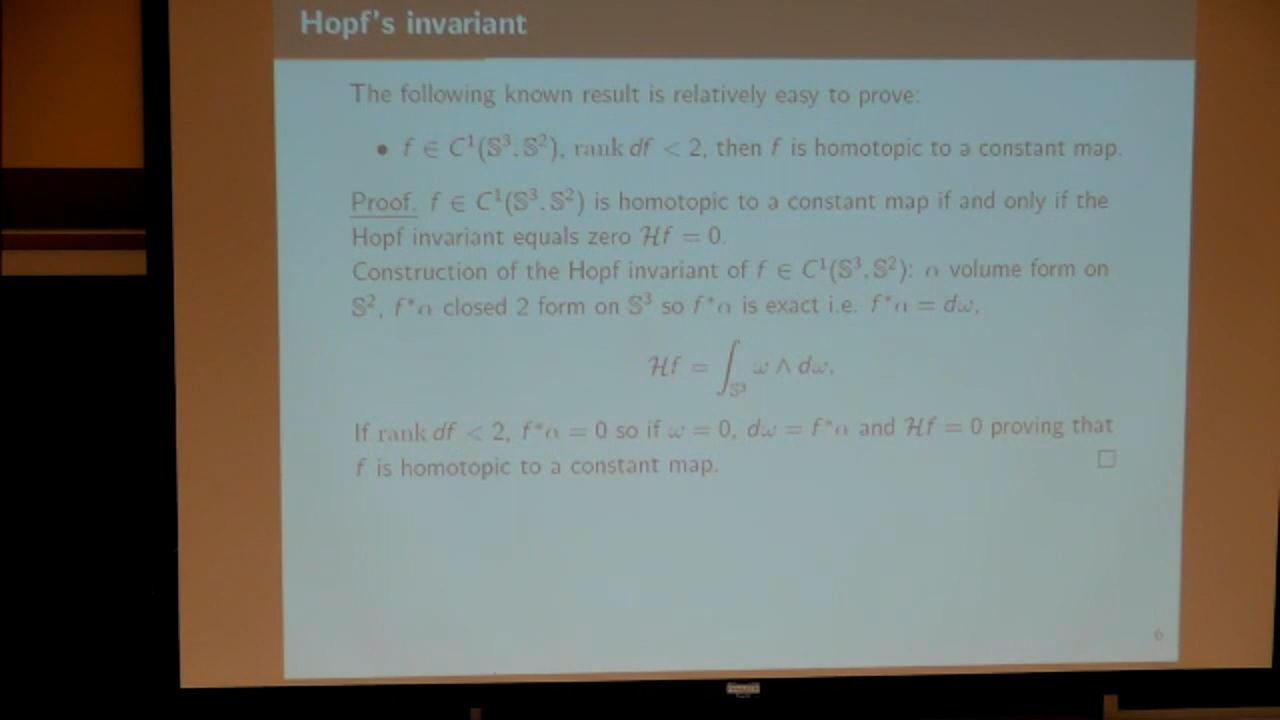 Hopf's invariant
The following known result is relatively easy to prove:
• f ∈ C¹(𝕊³, 𝕊²), rank df < 2, then f is homotopic to a constant map.
Proof. f ∈ C¹(𝕊³, 𝕊²) is homotopic to a constant map if and only if the
Hopf invariant equals zero ℋf = 0.
Construction of the Hopf invariant of f ∈ C¹(𝕊³, 𝕊²): α volume form on
𝕊², f*α closed 2 form on 𝕊³ so f*α is exact i.e. f*α = dω,
ℋf = ∫_𝕊³ ω ∧ dω.
If rank df < 2, f*α = 0 so if ω = 0, dω = f*α and ℋf = 0 proving that
f is homotopic to a constant map. □
6